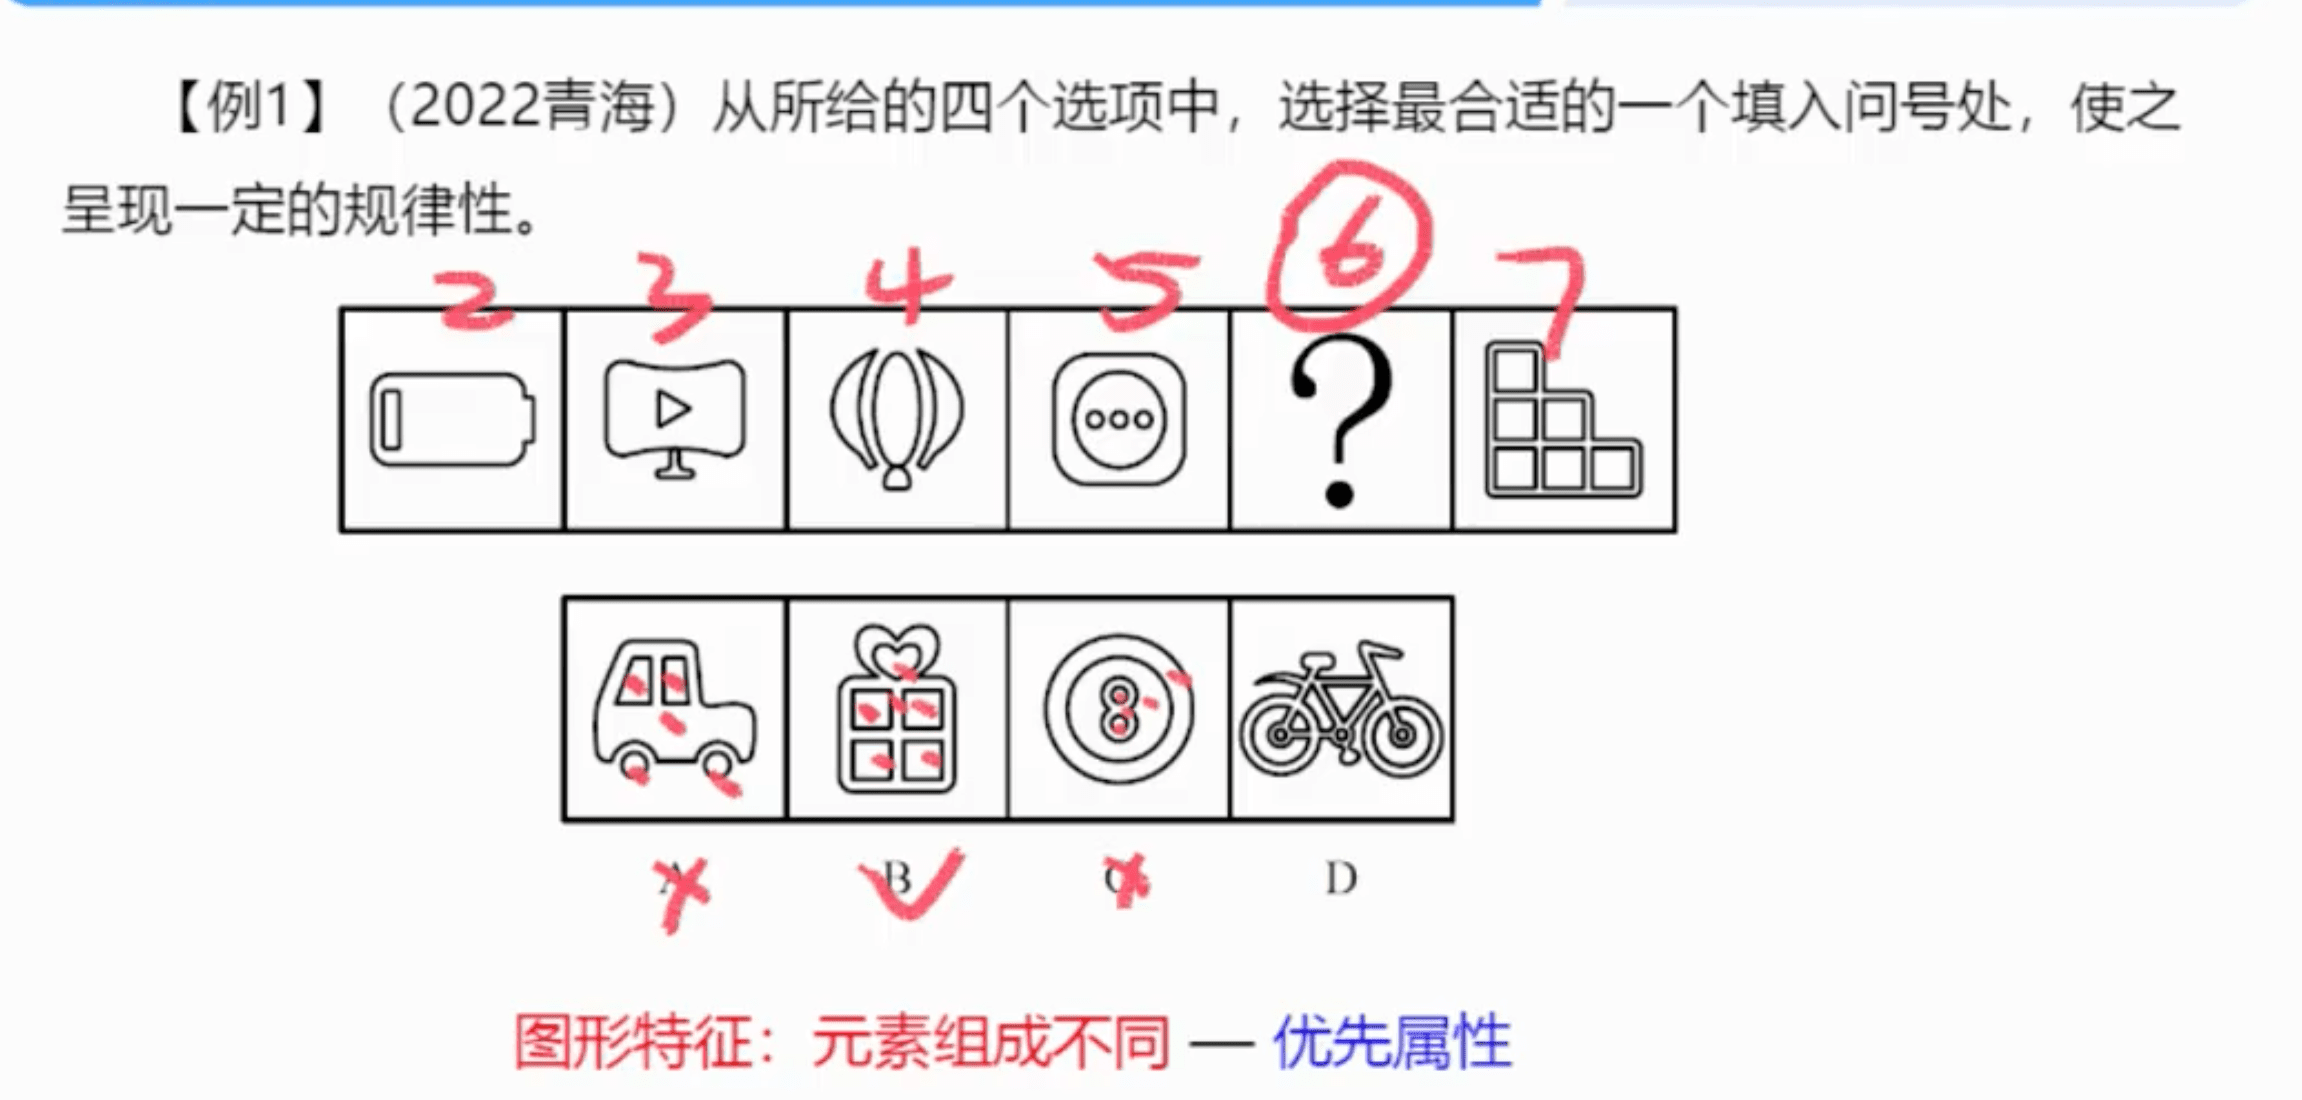 【例1】（2022青海）从所给的四个选项中，选择最合适的一个填入问号处，使之
呈现一定的规律性。
2 3 4 5 6 7
?
8
A B C D
图形特征：元素组成不同 — 优先属性